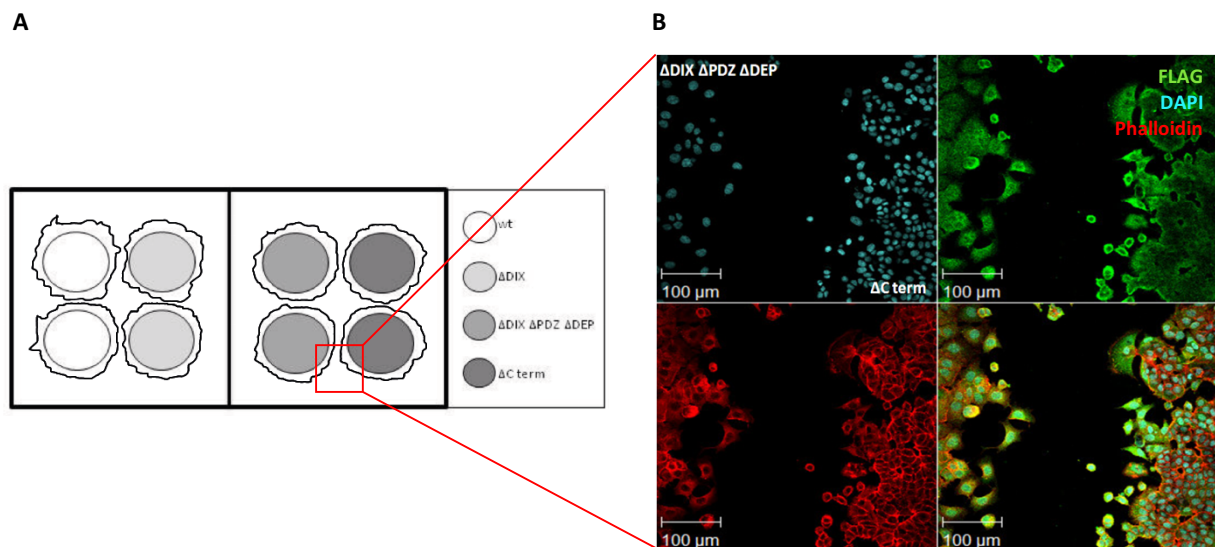 A
B
wt
ΔDIX
ΔDIX ΔPDZ ΔDEP
ΔC term
ΔDIX ΔPDZ ΔDEP
ΔC term
100 µm
FLAG
DAPI
Phalloidin
100 µm
100 µm
100 µm